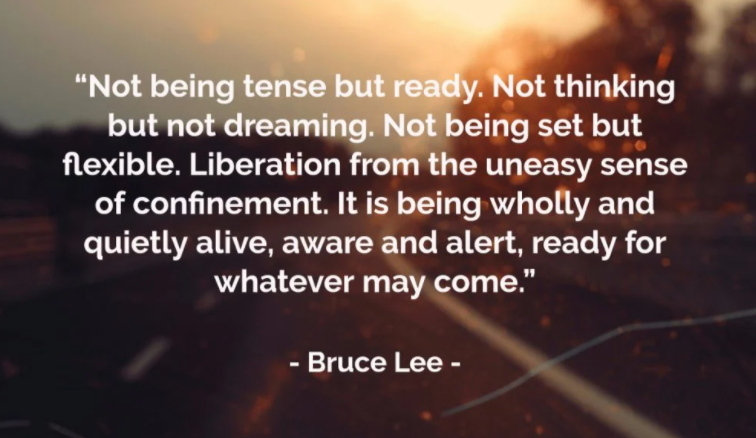 “Not being tense but ready. Not thinking
but not dreaming. Not being set but
flexible. Liberation from the uneasy sense
of confinement. It is being wholly and
quietly alive, aware and alert, ready for
whatever may come.”
- Bruce Lee -